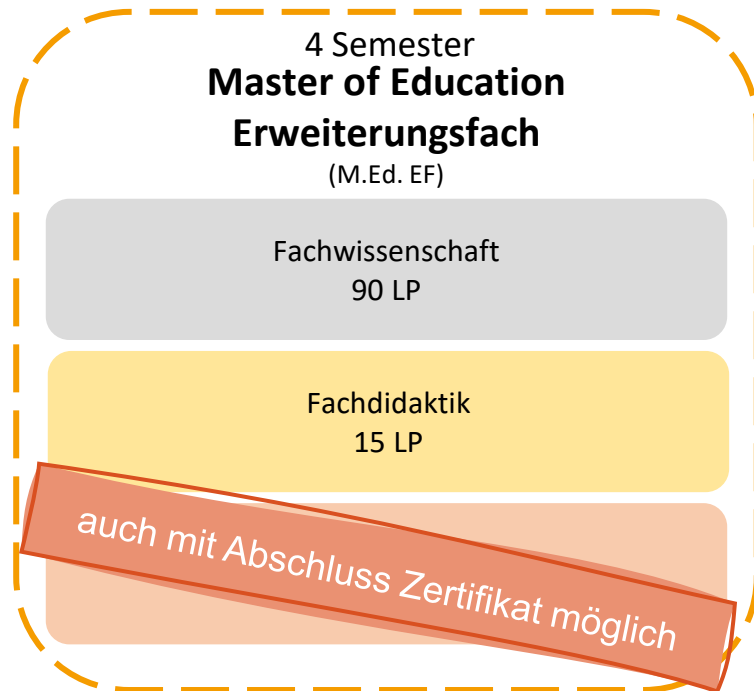 4 Semester
Master of Education
Erweiterungsfach
(M.Ed. EF)
Fachwissenschaft
90 LP
Fachdidaktik
15 LP
auch mit Abschluss Zertifikat möglich